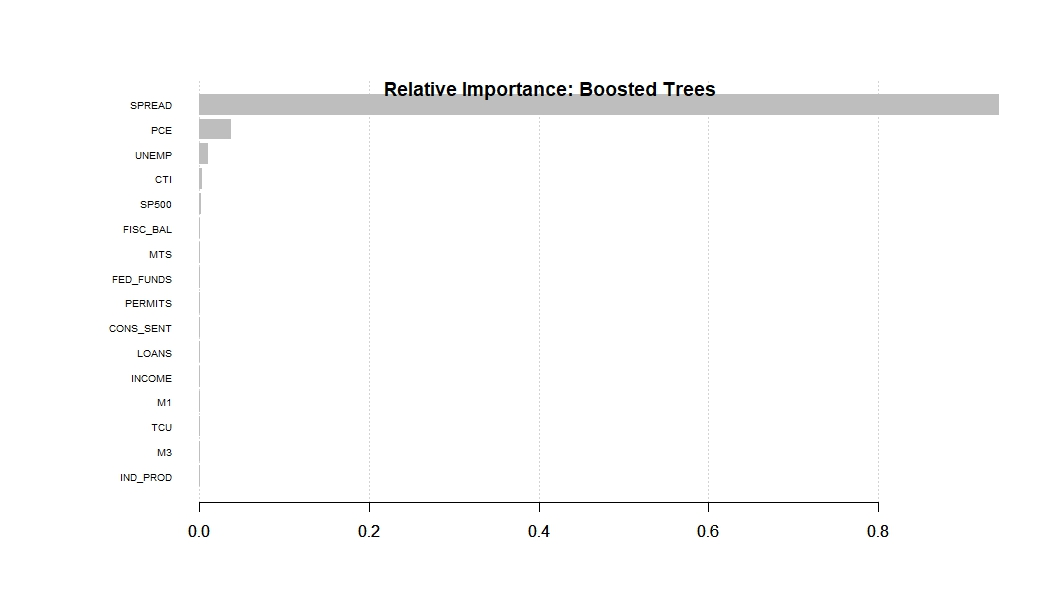 Relative Importance: Boosted Trees
SPREAD
PCE
UNEMP
CTI
SP500
FISC_BAL
MTS
FED_FUNDS
PERMITS
CONS_SENT
LOANS
INCOME
M1
TCU
M3
IND_PROD
0.0 0.2 0.4 0.6 0.8